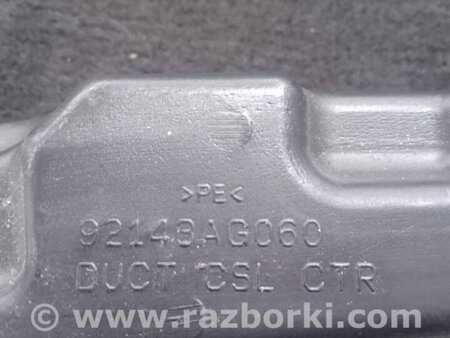 >PE<
92143AG060
DUCT CSL CTR
www.razborki.com